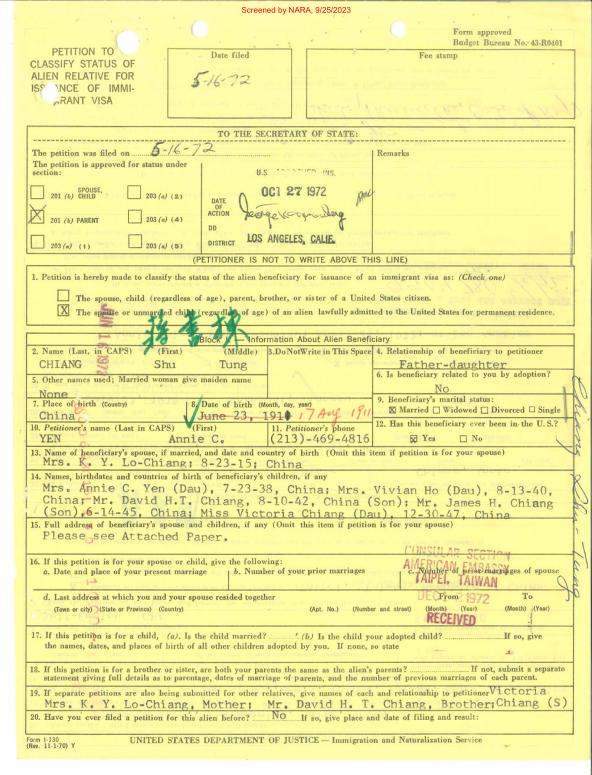 Screened by NARA, 9/25/2023
Form approved
Budget Bureau No. 43-R0401
PETITION TO
CLASSIFY STATUS OF
ALIEN RELATIVE FOR
ISSUANCE OF IMMI-
GRANT VISA
Date filed
5-16-72
Fee stamp
TO THE SECRETARY OF STATE:
The petition was filed on 5-16-72
The petition is approved for status under
section:
201 (b) SPOUSE, CHILD
203 (a) (2)
X 201 (b) PARENT
203 (a) (4)
203 (a) (1)
203 (a) (5)
DATE
OF
ACTION
DD
DISTRICT
U.S. INS.
OCT 27 1972
LOS ANGELES, CALIF.
Remarks
(PETITIONER IS NOT TO WRITE ABOVE THIS LINE)
1. Petition is hereby made to classify the status of the alien beneficiary for issuance of an immigrant visa as: (Check one)
The spouse, child (regardless of age), parent, brother, or sister of a United States citizen.
X The spouse or unmarried child (regardless of age) of an alien lawfully admitted to the United States for permanent residence.
JUN 16 1972
蔣書棟
Block Information About Alien Beneficiary
2. Name (Last, in CAPS) (First) (Middle)
CHIANG Shu Tung
3. Do Not Write in This Space
4. Relationship of beneficiary to petitioner
Father-daughter
5. Other names used; Married woman give maiden name
None
6. Is beneficiary related to you by adoption?
No
7. Place of birth (Country)
China
8. Date of birth (Month, day, year)
June 23, 1911 17 Aug 1911
9. Beneficiary's marital status:
X Married Widowed Divorced Single
10. Petitioner's name (Last in CAPS) (First)
YEN Annie C.
11. Petitioner's phone
(213)-469-4816
12. Has this beneficiary ever been in the U.S.?
X Yes No
13. Name of beneficiary's spouse, if married, and date and country of birth (Omit this item if petition is for your spouse)
Mrs. K. Y. Lo-Chiang; 8-23-15; China
14. Names, birthdates and countries of birth of beneficiary's children, if any
Mrs. Annie C. Yen (Dau), 7-23-38, China; Mrs. Vivian Ho (Dau), 8-13-40,
China; Mr. David H.T. Chiang, 8-10-42, China (Son); Mr. James H. Chiang
(Son), 6-14-45, China; Miss Victoria Chiang (Dau), 12-30-47, China
15. Full address of beneficiary's spouse and children, if any (Omit this item if petition is for your spouse)
Please see Attached Paper.
16. If this petition is for your spouse or child, give the following:
a. Date and place of your present marriage
b. Number of your prior marriages
c. Number of prior marriages of spouse
CONSULAR SECTION
AMERICAN EMBASSY
TAIPEI, TAIWAN
DEC 1972
RECEIVED
d. Last address at which you and your spouse resided together
From To
(Town or city) (State or Province) (Country) (Apt. No.) (Number and street) (Month) (Year) (Month) (Year)
17. If this petition is for a child, (a). Is the child married? (b) Is the child your adopted child? If so, give
the names, dates, and places of birth of all other children adopted by you. If none, so state
18. If this petition is for a brother or sister, are both your parents the same as the alien's parents? If not, submit a separate
statement giving full details as to parentage, dates of marriage of parents, and the number of previous marriages of each parent.
19. If separate petitions are also being submitted for other relatives, give names of each and relationship to petitioner Victoria
Mrs. K. Y. Lo-Chiang, Mother; Mr. David H. T. Chiang, Brother; Chiang (S)
20. Have you ever filed a petition for this alien before? No If so, give place and date of filing and result:
Form I-130
(Rev. 11-1-70) Y
UNITED STATES DEPARTMENT OF JUSTICE — Immigration and Naturalization Service
Chiang Shu-Tung